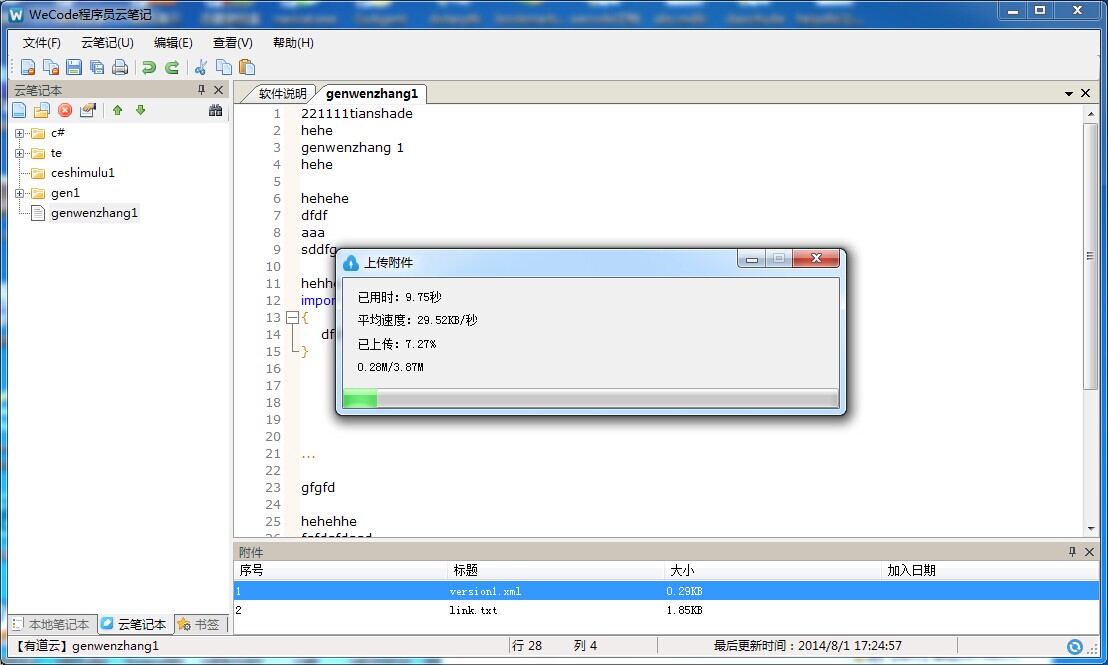 WeCode程序员云笔记
文件(F) 云笔记(U) 编辑(E) 查看(V) 帮助(H)
云笔记本
c#
te
ceshimulu1
gen1
genwenzhang1
软件说明 genwenzhang1
1 221111tianshade
2 hehe
3 genwenzhang 1
4 hehe
5
6 hehehe
7 dfdf
8 aaa
9 sddfg
10
11 hehh
12 impor
13 {
14 df
15 }
16
17
18
19
20
21 ...
22
23 gfgfd
24
25 hehehhe
上传附件
已用时：9.75秒
平均速度：29.52KB/秒
已上传：7.27%
0.28M/3.87M
附件
序号 标题 大小 加入日期
1 version1.xml 0.29KB
2 link.txt 1.85KB
本地笔记本 云笔记本 书签
【有道云】genwenzhang1 行 28 列 4 最后更新时间：2014/8/1 17:24:57